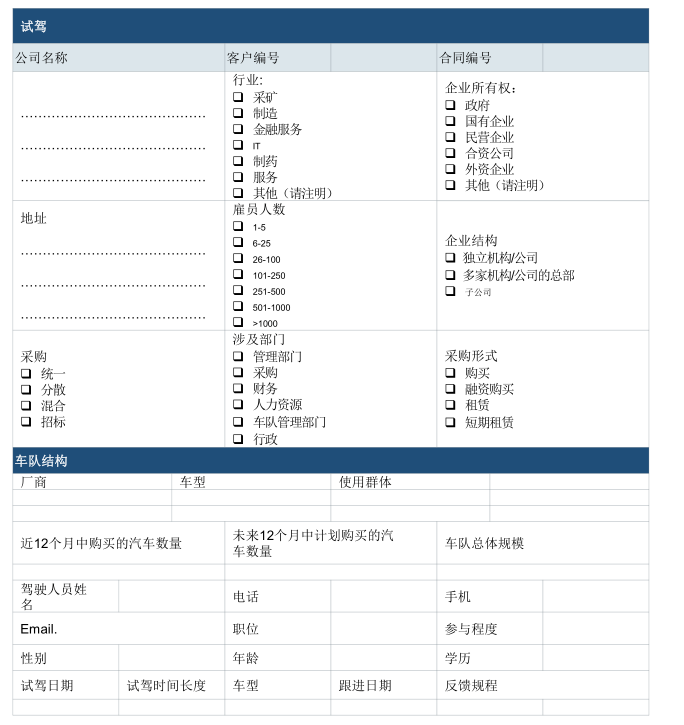 试驾
公司名称 客户编号 合同编号
........................................
........................................
........................................
行业:
采矿
制造
金融服务
IT
制药
服务
其他（请注明）
企业所有权：
政府
国有企业
民营企业
合资公司
外资企业
其他（请注明）
地址
........................................
........................................
........................................
雇员人数
1-5
6-25
26-100
101-250
251-500
501-1000
>1000
企业结构
独立机构/公司
多家机构/公司的总部
子公司
采购
统一
分散
混合
招标
涉及部门
管理部门
采购
财务
人力资源
车队管理部门
行政
采购形式
购买
融资购买
租赁
短期租赁
车队结构
厂商 车型 使用群体
近12个月中购买的汽车数量
未来12个月中计划购买的汽
车数量
车队总体规模
驾驶人员姓
名
电话 手机
Email. 职位 参与程度
性别 年龄 学历
试驾日期 试驾时间长度 车型 跟进日期 反馈规程